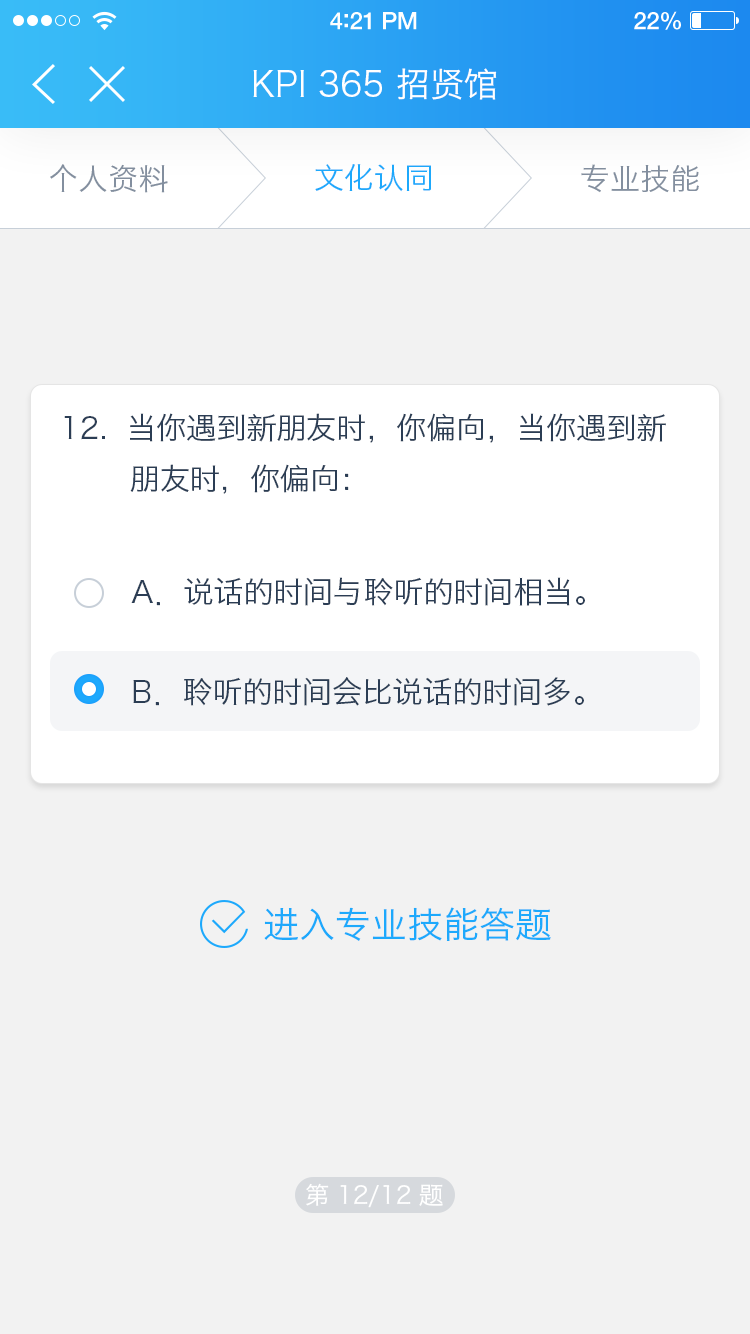 4:21 PM
22%
KPI 365 招贤馆
个人资料
文化认同
专业技能
12. 当你遇到新朋友时，你偏向，当你遇到新
朋友时，你偏向：
A. 说话的时间与聆听的时间相当。
B. 聆听的时间会比说话的时间多。
进入专业技能答题
第 12/12 题